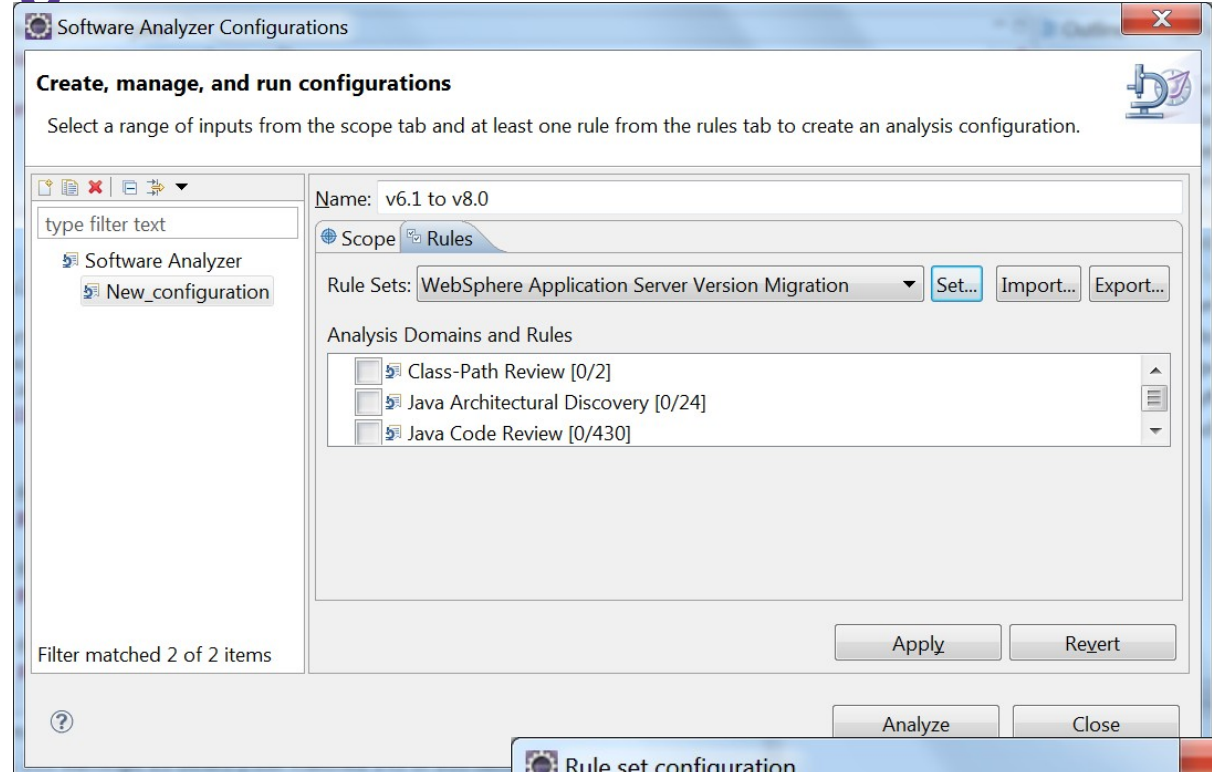 Software Analyzer Configurations
Create, manage, and run configurations
Select a range of inputs from the scope tab and at least one rule from the rules tab to create an analysis configuration.
type filter text
Software Analyzer
New_configuration
Filter matched 2 of 2 items
Name: v6.1 to v8.0
Scope Rules
Rule Sets: WebSphere Application Server Version Migration Set... Import... Export...
Analysis Domains and Rules
Class-Path Review [0/2]
Java Architectural Discovery [0/24]
Java Code Review [0/430]
Apply Revert
Analyze Close
Rule set configuration